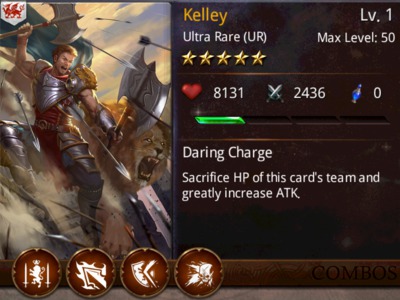 Kelley Lv. 1
Ultra Rare (UR) Max Level: 50
8131 2436 0
Daring Charge
Sacrifice HP of this card's team and
greatly increase ATK.
COMBOS